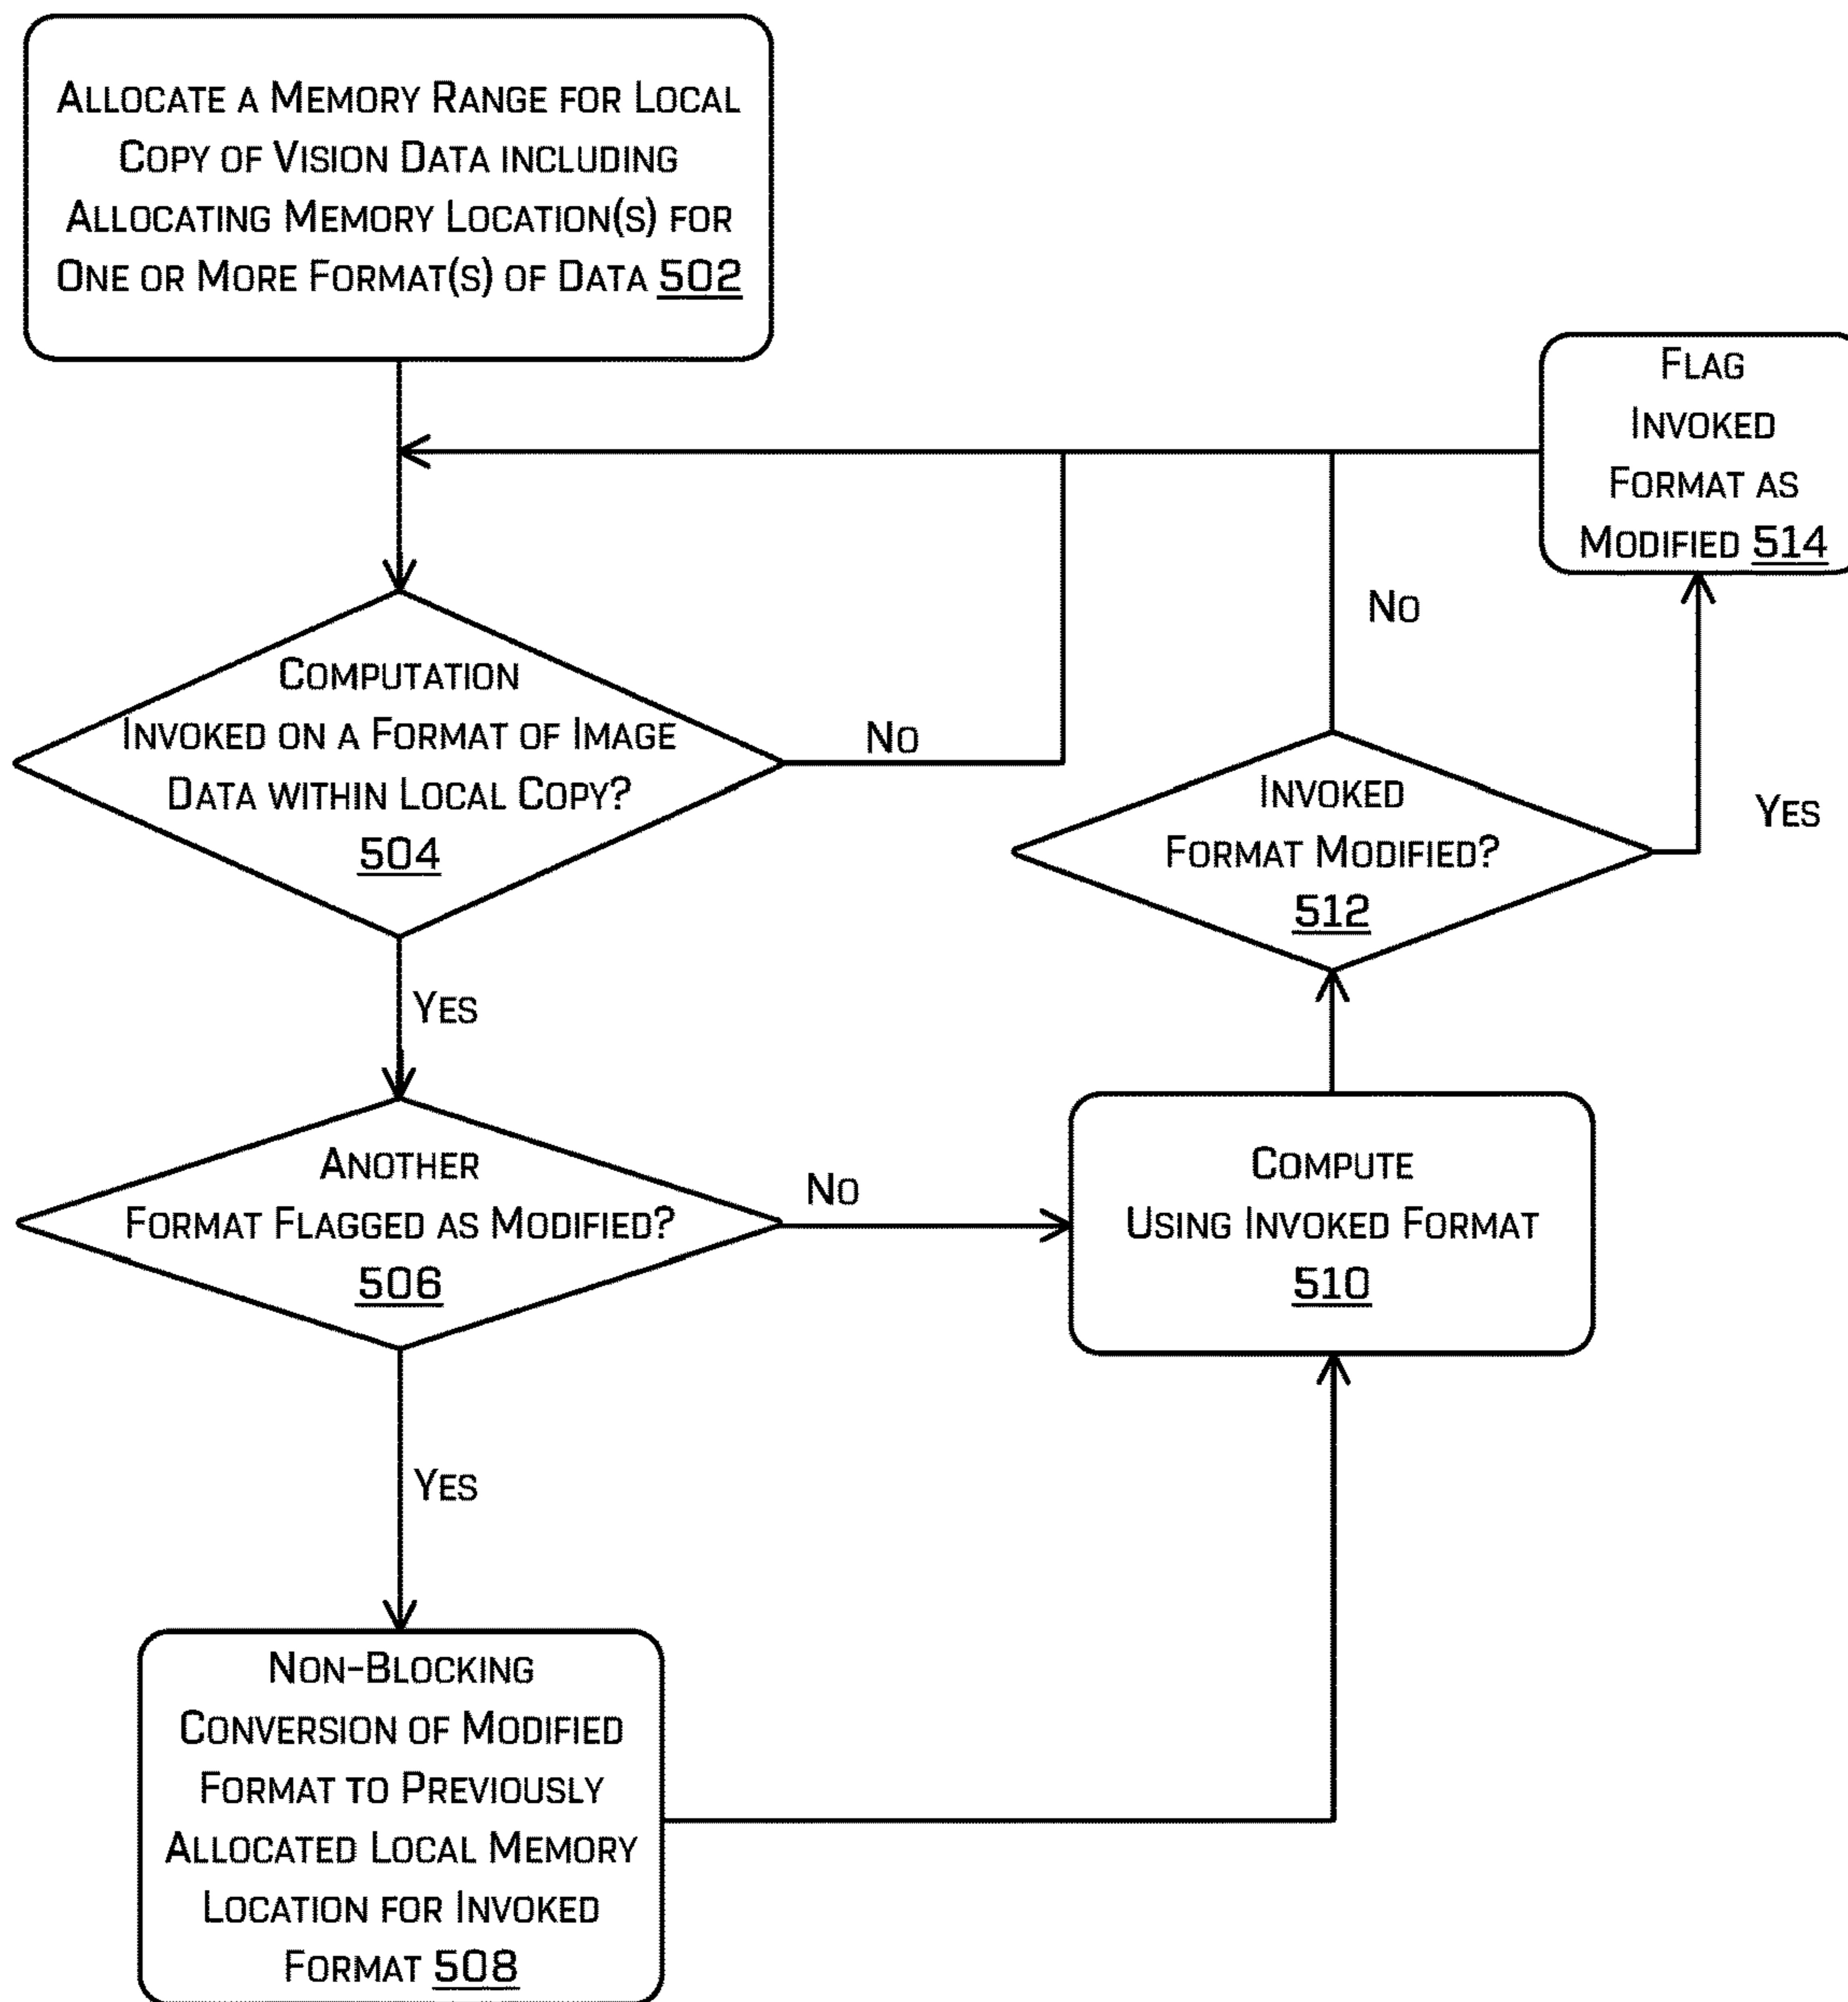 Allocate a Memory Range for Local
Copy of Vision Data including
Allocating Memory Location(s) for
One or More Format(s) of Data 502
Flag
Invoked
Format as
Modified 514
No
Computation
Invoked on a Format of Image
Data within Local Copy?
504
No
Invoked
Format Modified?
512
Yes
Yes
Another
Format Flagged as Modified?
506
No
Compute
Using Invoked Format
510
Yes
Non-Blocking
Conversion of Modified
Format to Previously
Allocated Local Memory
Location for Invoked
Format 508